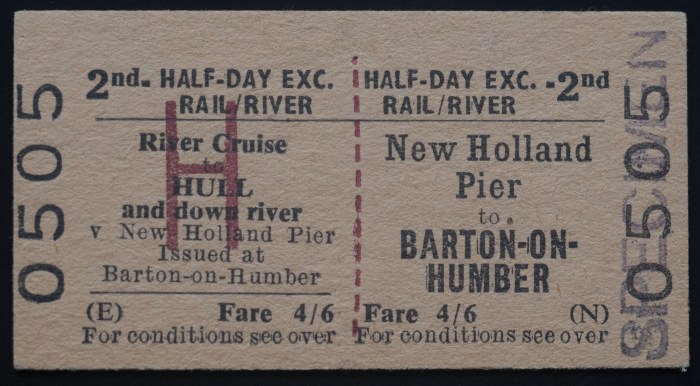 0505
2nd. HALF-DAY EXC.
RAIL/RIVER
H
River Cruise
to
HULL
and down river
v New Holland Pier
Issued at
Barton-on-Humber
(E) Fare 4/6
For conditions see over
HALF-DAY EXC. -2nd
RAIL/RIVER
New Holland
Pier
to.
BARTON-ON-
HUMBER
Fare 4/6 (N)
For conditions see over
0505
SPECIMEN